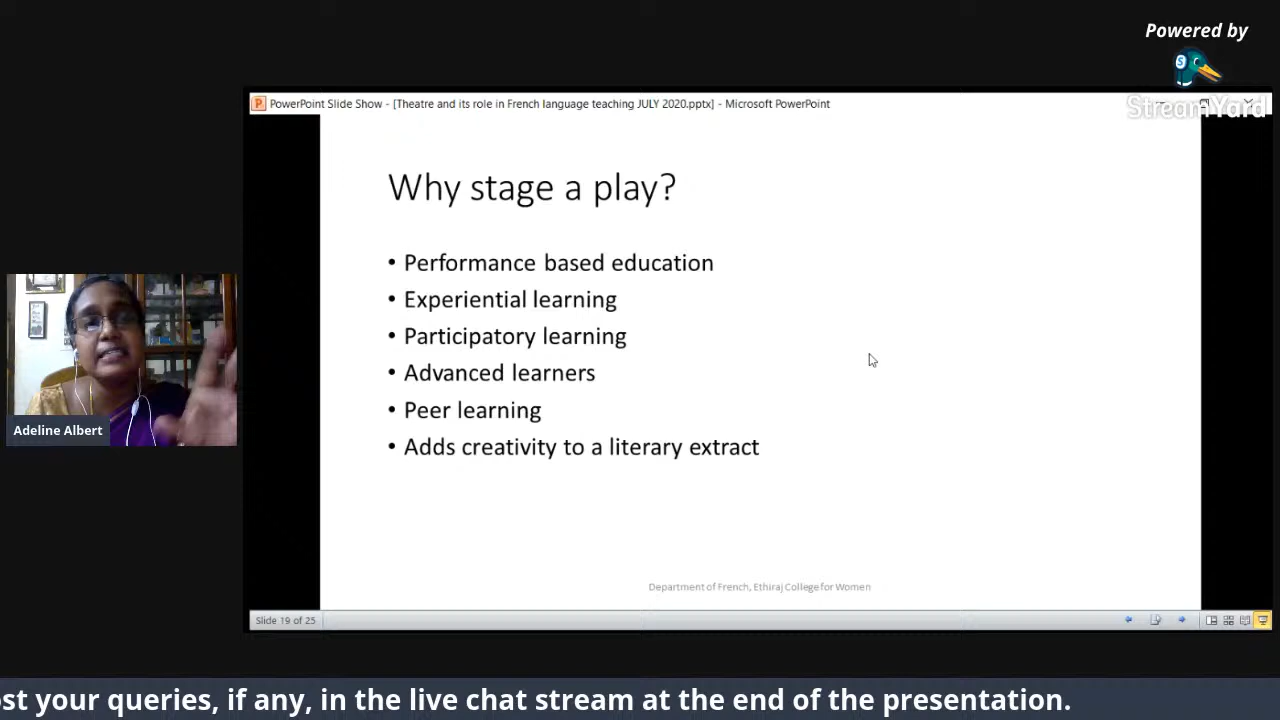 Powered by
StreamYard
PowerPoint Slide Show - [Theatre and its role in French language teaching JULY 2020.pptx] - Microsoft PowerPoint
Why stage a play?
• Performance based education
• Experiential learning
• Participatory learning
• Advanced learners
• Peer learning
• Adds creativity to a literary extract
Adeline Albert
Department of French, Ethiraj College for Women
Slide 19 of 25
your queries, if any, in the live chat stream at the end of the presentation.